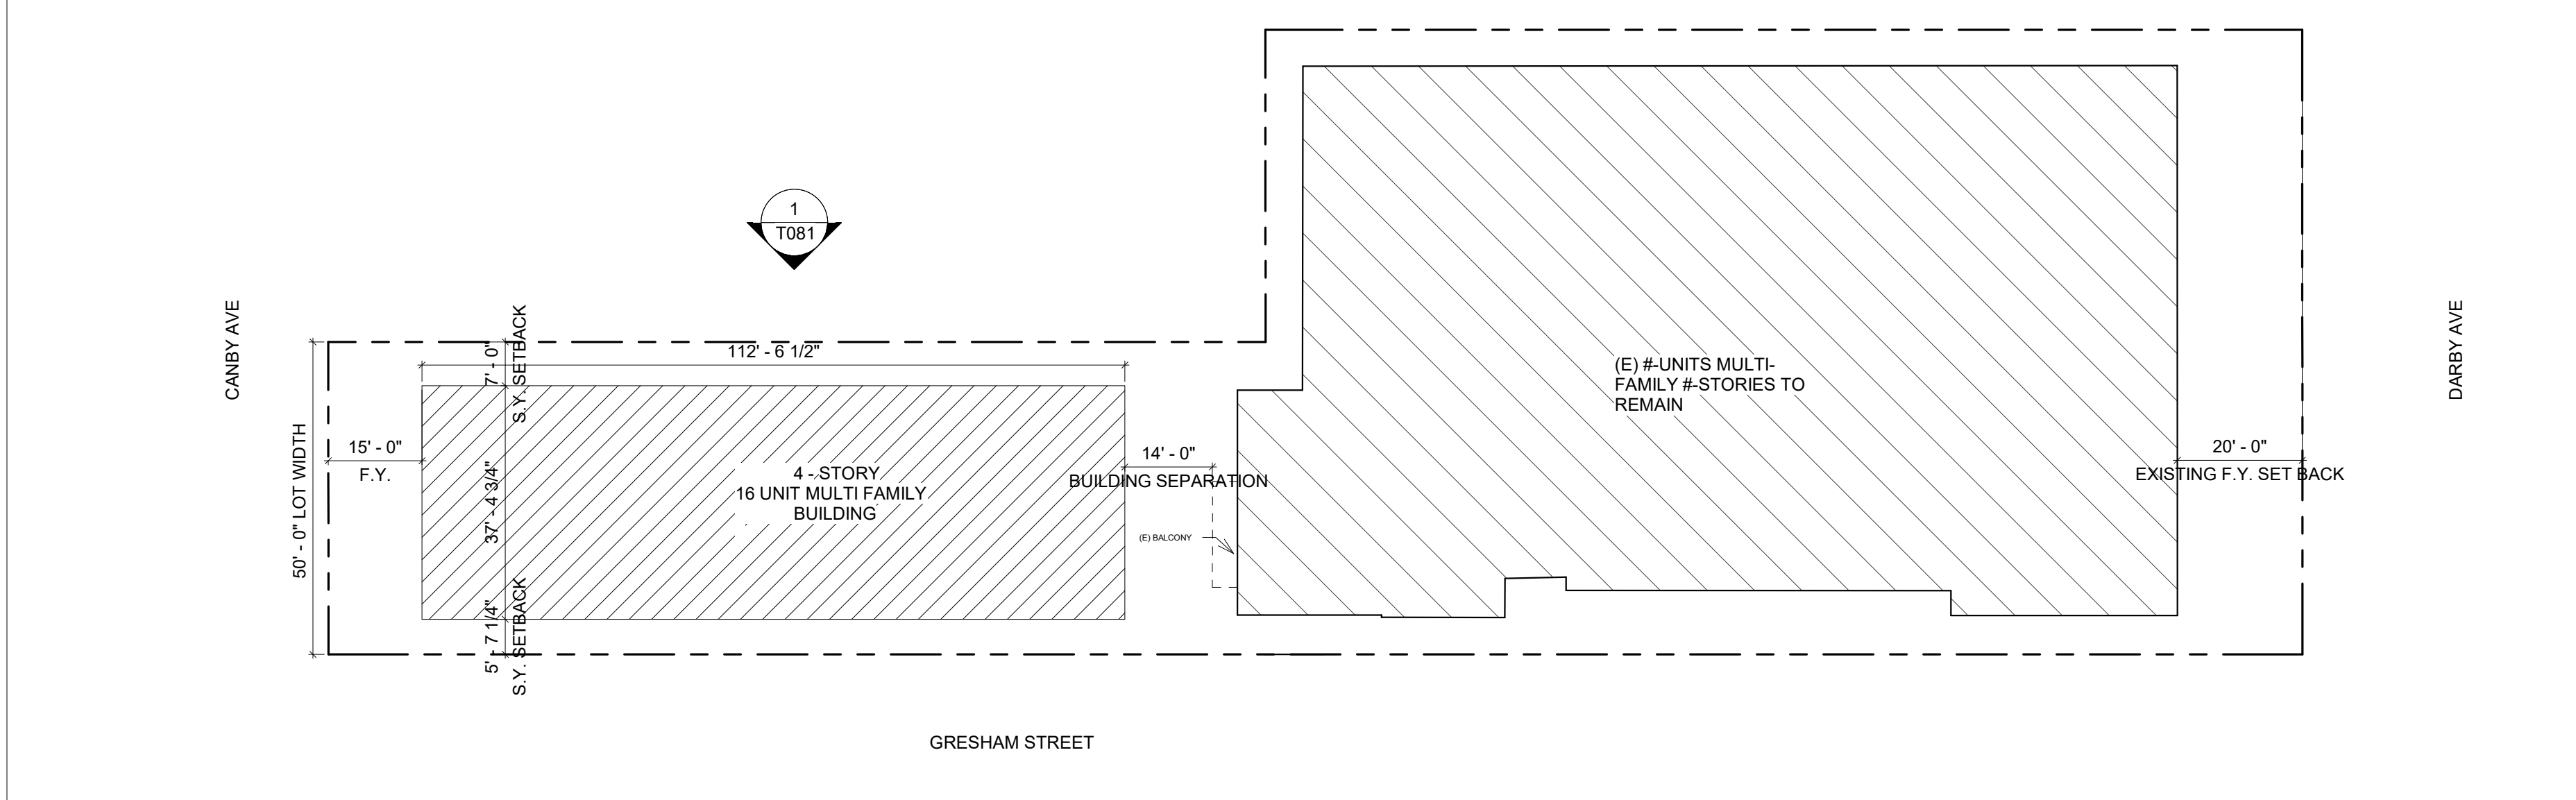 1
T081
CANBY AVE
50' - 0" LOT WIDTH
15' - 0"
F.Y.
7' - 0"
S.Y. SETBACK
112' - 6 1/2"
37' - 4 3/4"
4 - STORY
16 UNIT MULTI FAMILY
BUILDING
5' - 7 1/4"
S.Y. SETBACK
14' - 0"
BUILDING SEPARATION
(E) BALCONY
(E) #-UNITS MULTI-
FAMILY #-STORIES TO
REMAIN
20' - 0"
EXISTING F.Y. SET BACK
DARBY AVE
GRESHAM STREET